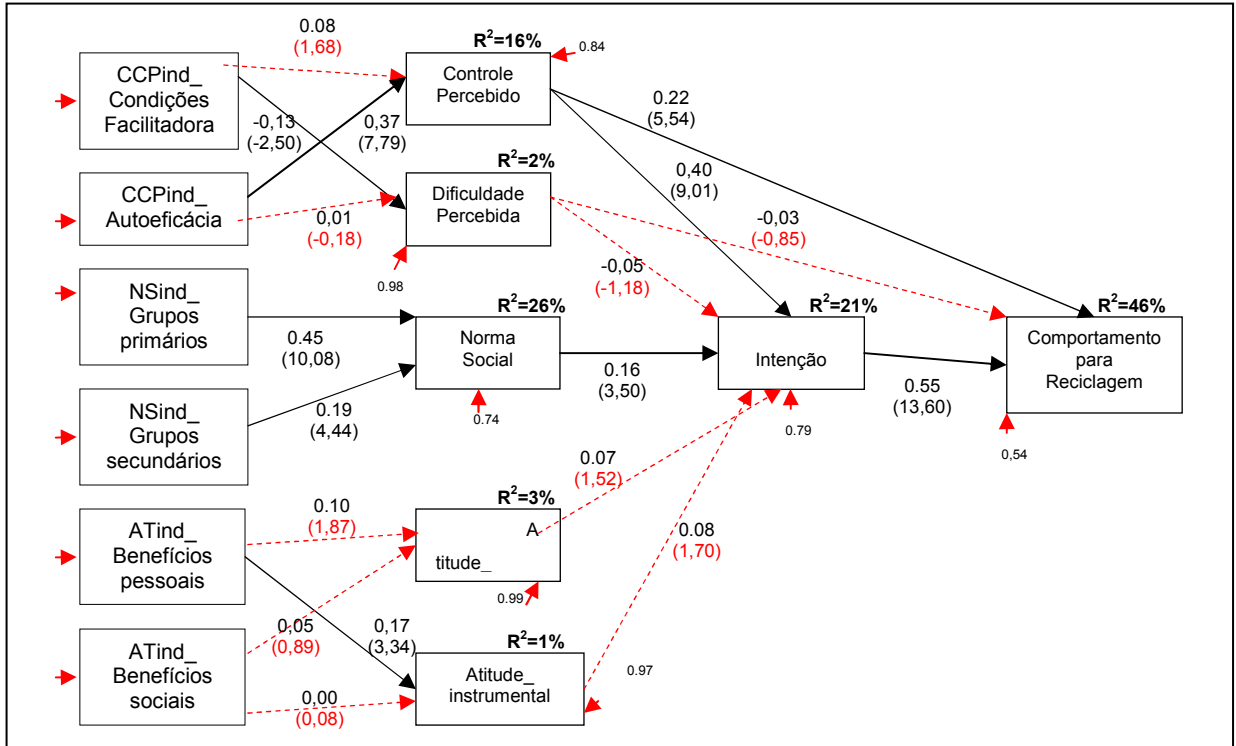 0.08
(1,68)
R²=16%
0.84
CCPind_
Condições
Facilitadora
Controle
Percebido
-0,13
(-2,50)
0,37
(7,79)
0.22
(5,54)
R²=2%
0,40
(9,01)
CCPind_
Autoeficácia
Dificuldade
Percebida
0,01
(-0,18)
-0,03
(-0,85)
0.98
-0,05
(-1,18)
NSind_
Grupos
primários
R²=26%
R²=21%
R²=46%
0.45
(10,08)
Norma
Social
Intenção
Comportamento
para
Reciclagem
0.16
(3,50)
0.55
(13,60)
NSind_
Grupos
secundários
0.19
(4,44)
0.74
0.79
0,54
0.07
(1,52)
R²=3%
ATind_
Benefícios
pessoais
0.10
(1,87)
A
titude_
0.08
(1,70)
0.99
0,05
(0,89)
0,17
(3,34)
R²=1%
ATind_
Benefícios
sociais
Atitude_
instrumental
0.97
0,00
(0,08)